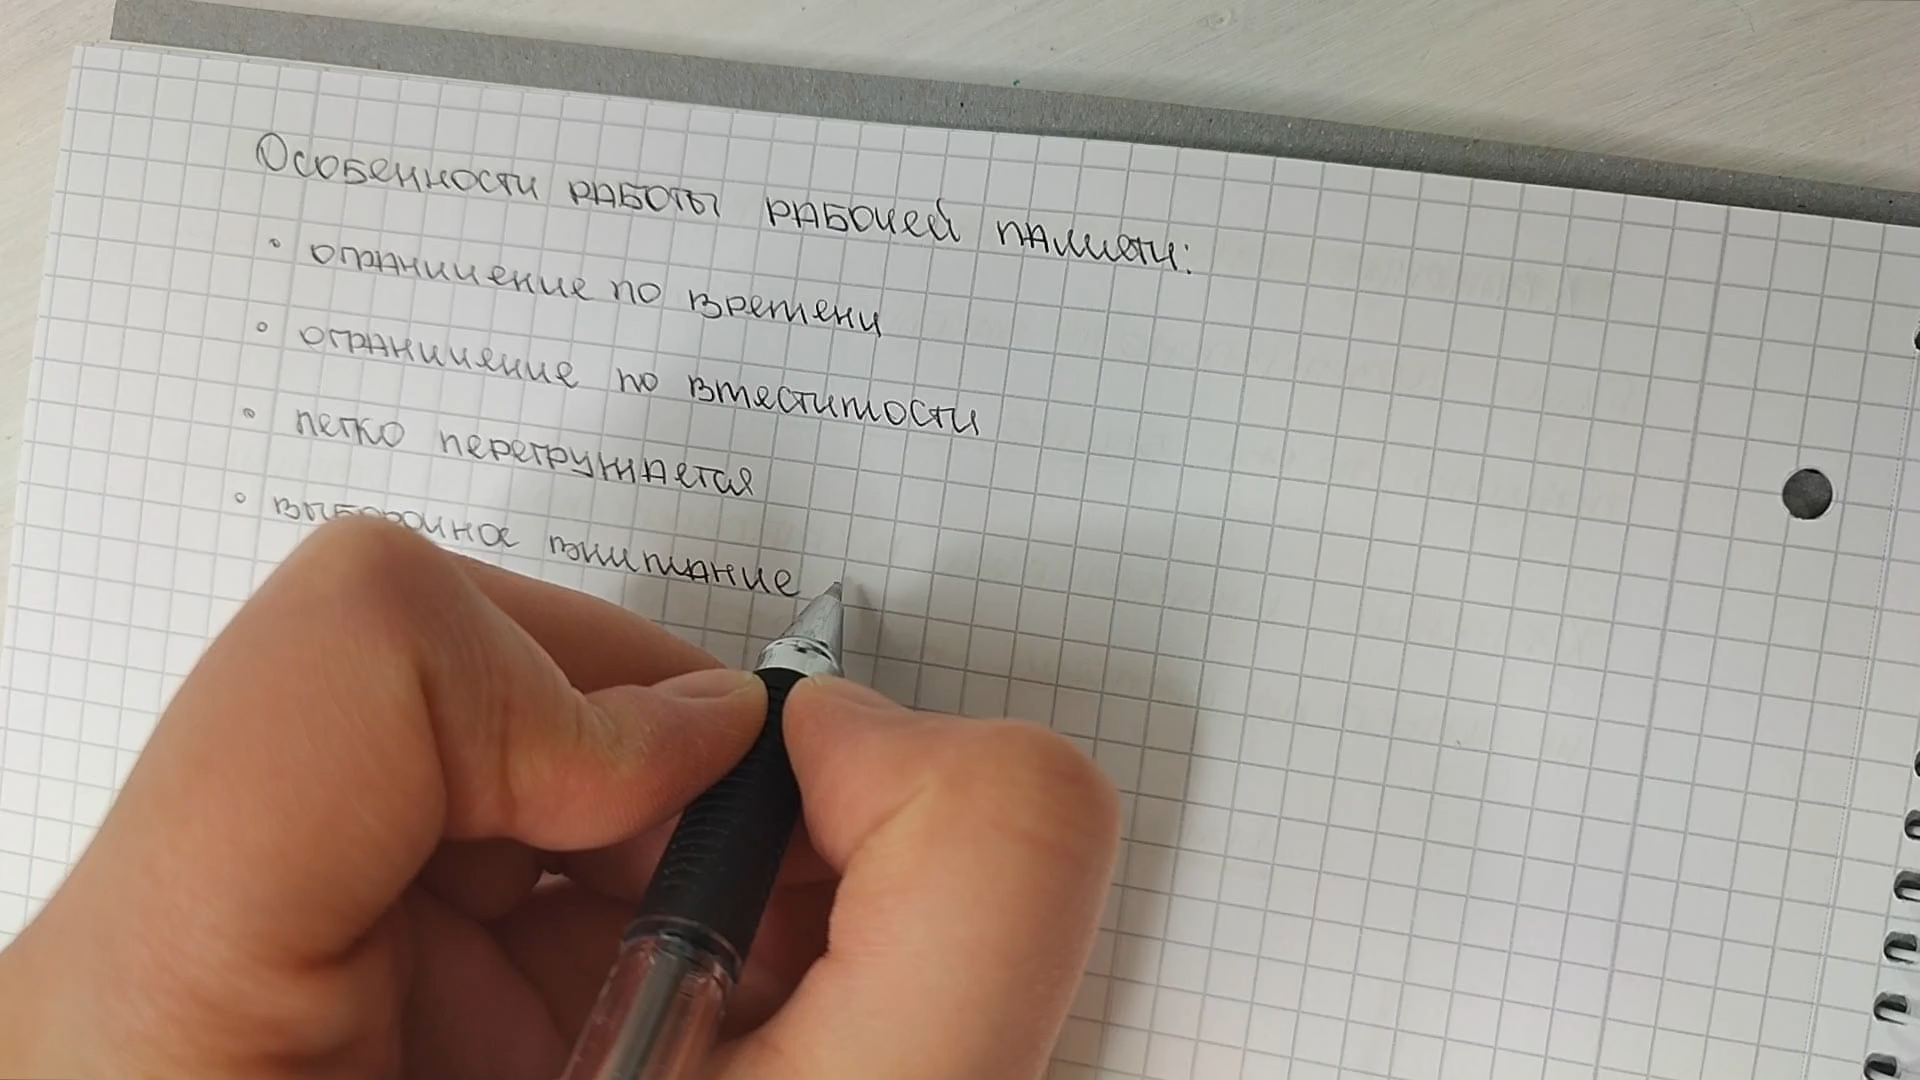 Особенности работы рабочей памяти:
• ограничение по времени
• ограничение по вместимости
• легко перегружается
• выборочное внимание